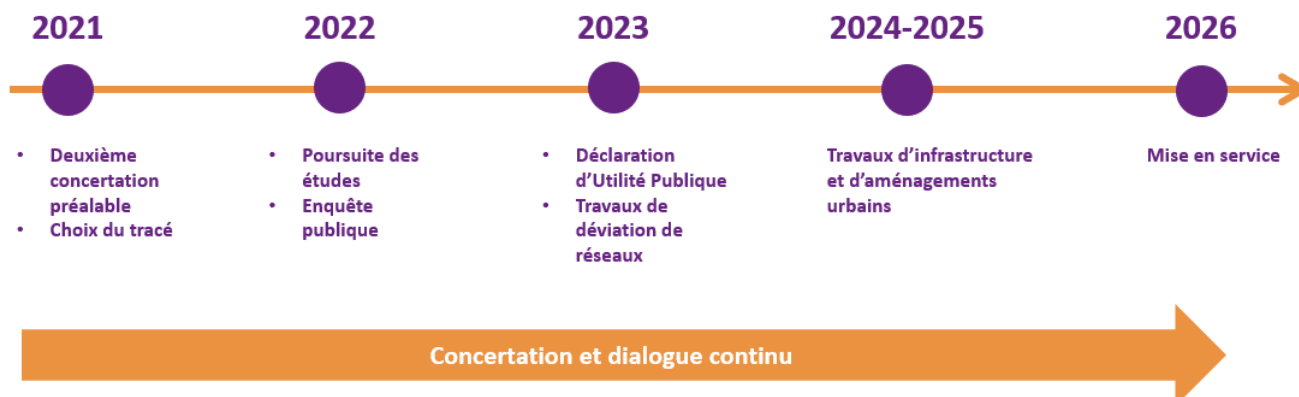 2021
2022
2023
2024-2025
2026
• Deuxième
concertation
préalable
• Choix du tracé
• Poursuite des
études
• Enquête
publique
• Déclaration
d’Utilité Publique
• Travaux de
déviation de
réseaux
Travaux d’infrastructure
et d’aménagements
urbains
Mise en service
Concertation et dialogue continu